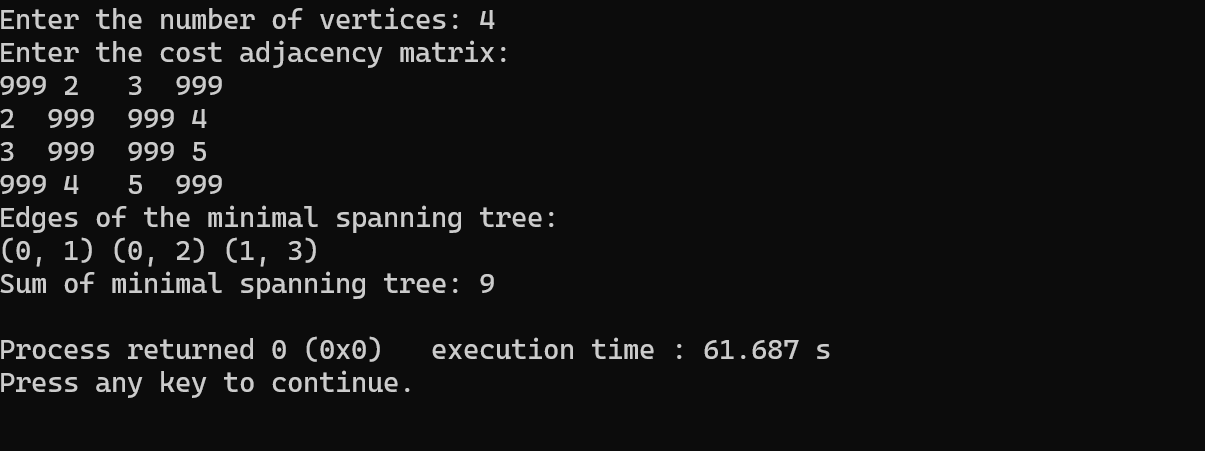 Enter the number of vertices: 4
Enter the cost adjacency matrix:
999 2   3  999
2  999  999 4
3  999  999 5
999 4   5  999
Edges of the minimal spanning tree:
(0, 1) (0, 2) (1, 3)
Sum of minimal spanning tree: 9
Process returned 0 (0x0)   execution time : 61.687 s
Press any key to continue.